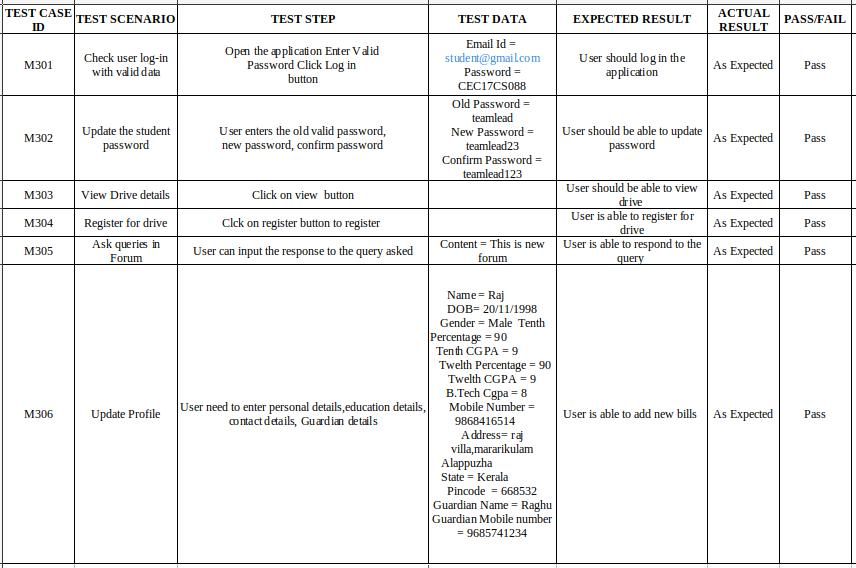 TEST CASE ID
TEST SCENARIO
TEST STEP
TEST DATA
EXPECTED RESULT
ACTUAL RESULT
PASS/FAIL
M301
Check user log-in
with valid data
Open the application Enter Valid
Password Click Log in
button
Email Id =
student@gmail.com
Password =
CEC17CS088
User should log in the
application
As Expected
Pass
M302
Update the student
password
User enters the old valid password,
new password, confirm password
Old Password =
teamlead
New Password =
teamlead23
Confirm Password =
teamlead123
User should be able to update
password
As Expected
Pass
M303
View Drive details
Click on view button
User should be able to view
drive
As Expected
Pass
M304
Register for drive
Clck on register button to register
User is able to register for
drive
As Expected
Pass
M305
Ask queries in
Forum
User can input the response to the query asked
Content = This is new
forum
User is able to respond to the
query
As Expected
Pass
M306
Update Profile
User need to enter personal details,education details,
contact details, Guardian details
Name = Raj
DOB= 20/11/1998
Gender = Male Tenth
Percentage = 90
Tenth CGPA = 9
Twelth Percentage = 90
Twelth CGPA = 9
B.Tech Cgpa = 8
Mobile Number =
9868416514
Address= raj
villa,mararikulam
Alappuzha
State = Kerala
Pincode = 668532
Guardian Name = Raghu
Guardian Mobile number
= 9685741234
User is able to add new bills
As Expected
Pass